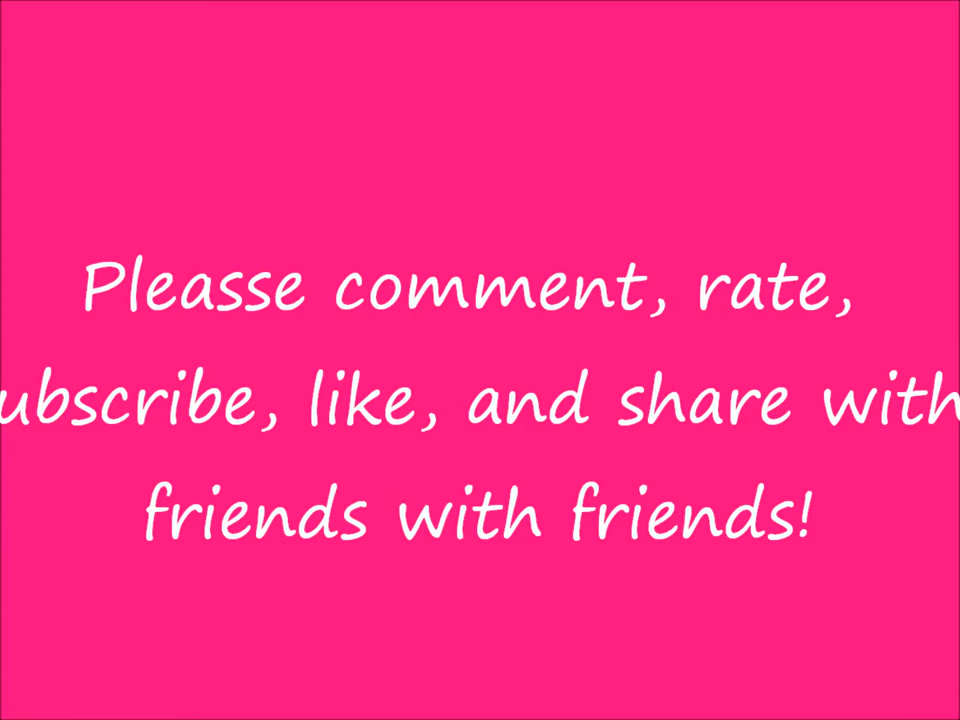 Pleasse comment, rate,
ubscribe, like, and share with
friends with friends!